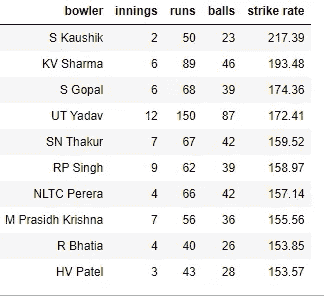 bowler innings runs balls strike rate
S Kaushik 2 50 23 217.39
KV Sharma 6 89 46 193.48
S Gopal 6 68 39 174.36
UT Yadav 12 150 87 172.41
SN Thakur 7 67 42 159.52
RP Singh 9 62 39 158.97
NLTC Perera 4 66 42 157.14
M Prasidh Krishna 7 56 36 155.56
R Bhatia 4 40 26 153.85
HV Patel 3 43 28 153.57